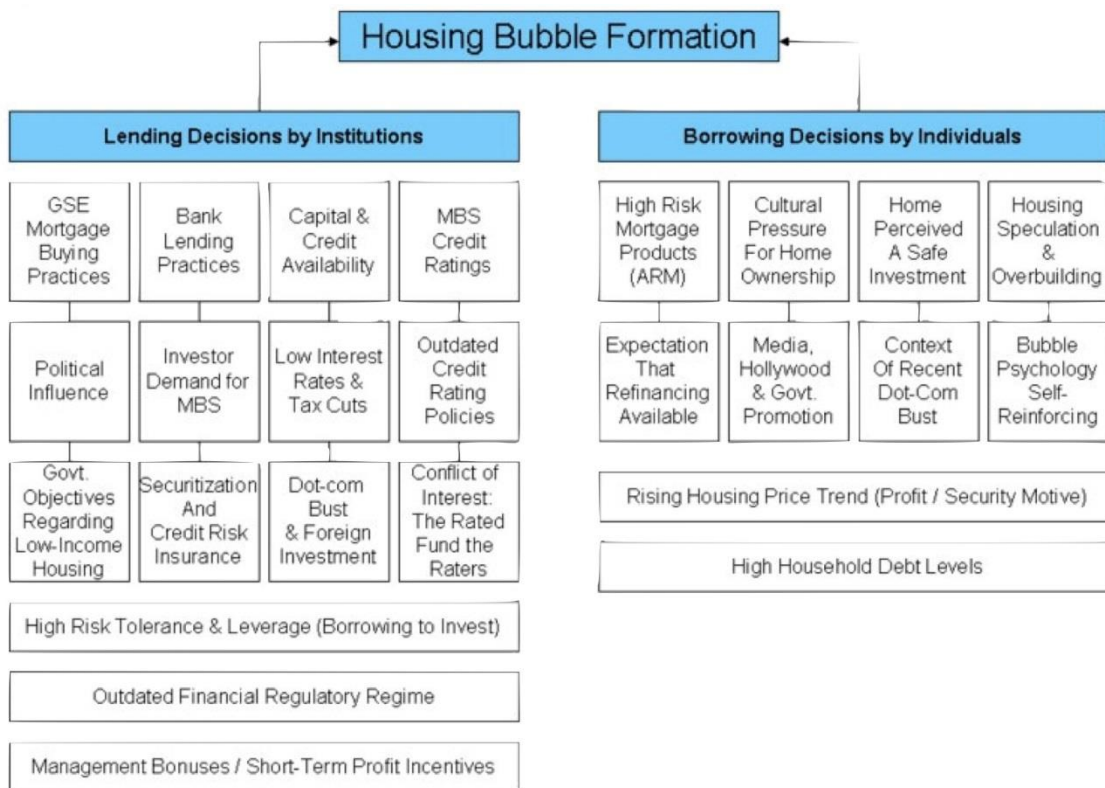 Housing Bubble Formation
Lending Decisions by Institutions
Borrowing Decisions by Individuals
GSE
Mortgage
Buying
Practices
Bank
Lending
Practices
Capital &
Credit
Availability
MBS
Credit
Ratings
High Risk
Mortgage
Products
(ARM)
Cultural
Pressure
For Home
Ownership
Home
Perceived
A Safe
Investment
Housing
Speculation
&
Overbuilding
Political
Influence
Investor
Demand for
MBS
Low Interest
Rates &
Tax Cuts
Outdated
Credit
Rating
Policies
Expectation
That
Refinancing
Available
Media,
Hollywood
& Govt.
Promotion
Context
Of Recent
Dot-Com
Bust
Bubble
Psychology
Self-
Reinforcing
Govt.
Objectives
Regarding
Low-Income
Housing
Securitization
And
Credit Risk
Insurance
Dot-com
Bust
& Foreign
Investment
Conflict of
Interest:
The Rated
Fund the
Raters
Rising Housing Price Trend (Profit / Security Motive)
High Household Debt Levels
High Risk Tolerance & Leverage (Borrowing to Invest)
Outdated Financial Regulatory Regime
Management Bonuses / Short-Term Profit Incentives